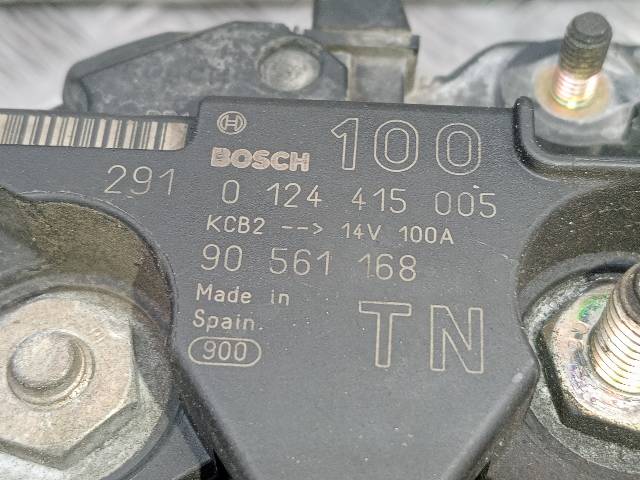 BOSCH 100
291 0 124 415 005
KCB2 --> 14V 100A
90 561 168
Made in
Spain.
TN
900